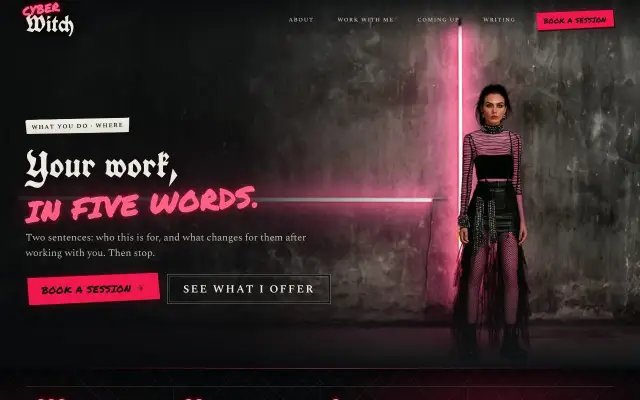 CYBER
Witch
ABOUT
WORK WITH ME
COMING UP
WRITING
BOOK A SESSION
WHAT YOU DO · WHERE
Your work,
IN FIVE WORDS.
Two sentences: who this is for, and what changes for them after
working with you. Then stop.
BOOK A SESSION
SEE WHAT I OFFER